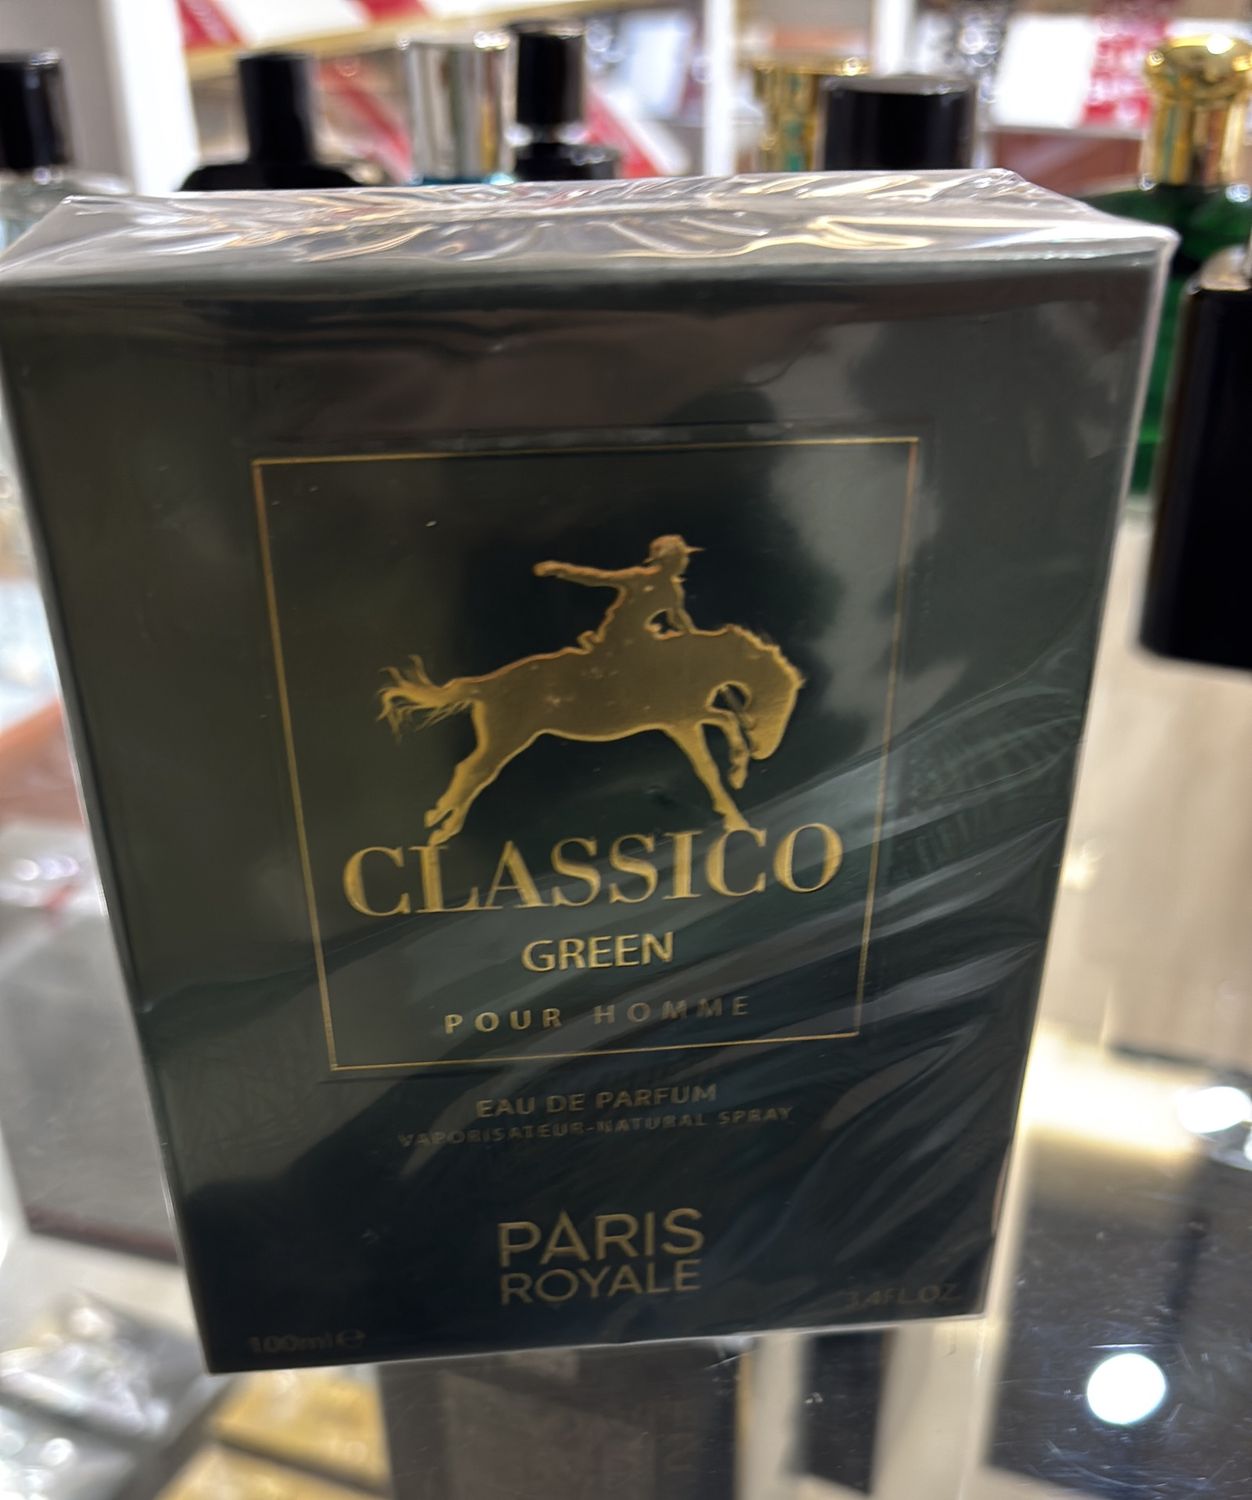 CLASSICO
GREEN
POUR HOMME
EAU DE PARFUM
VAPORISATEUR-NATURAL SPRAY
PARIS
ROYALE
100ml ℮
3.4FL.OZ